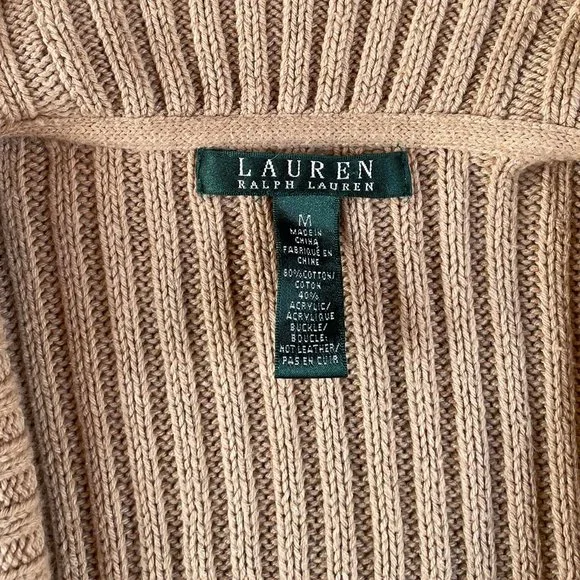 LAUREN
RALPH LAUREN
M
MADE IN
CHINA
FABRIQUÉ EN
CHINE
60% COTTON/
COTON
40%
ACRYLIC/
ACRYLIQUE
BUCKLE/
BOUCLE:
NOT LEATHER/
PAS EN CUIR